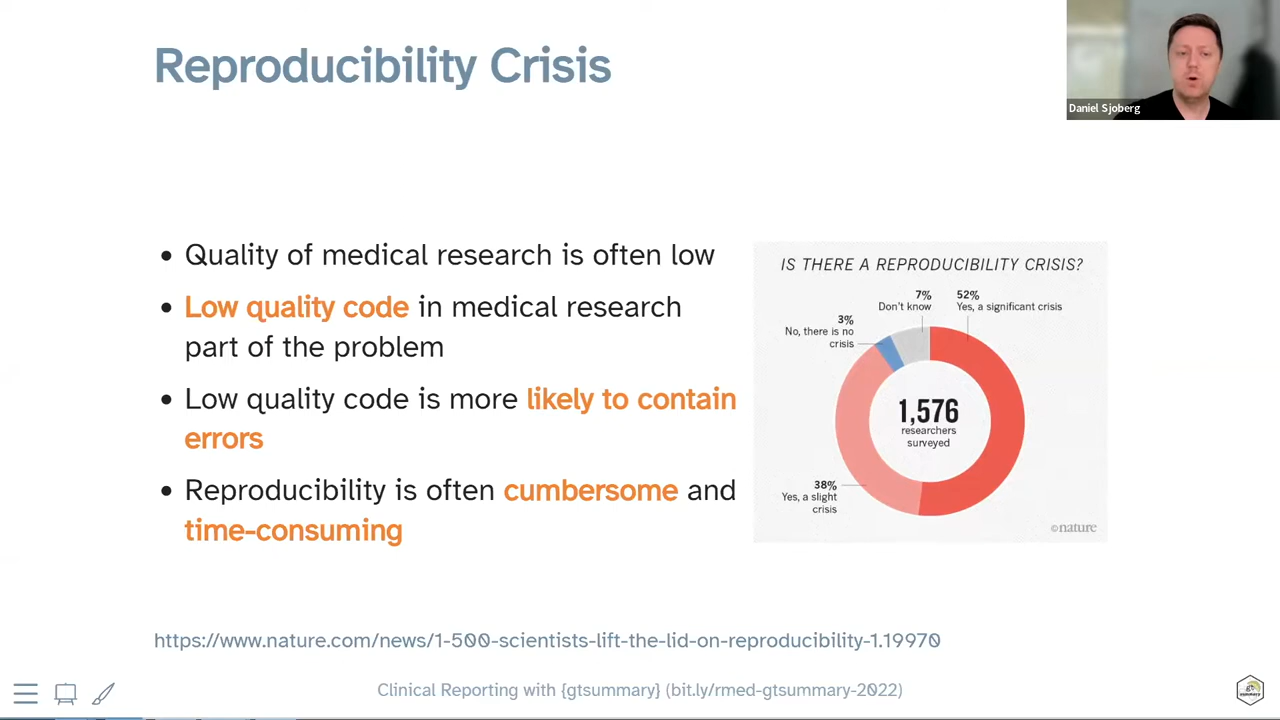 Reproducibility Crisis
Daniel Sjoberg
• Quality of medical research is often low
• Low quality code in medical research
part of the problem
• Low quality code is more likely to contain
errors
• Reproducibility is often cumbersome and
time-consuming
IS THERE A REPRODUCIBILITY CRISIS?
7%
Don't know
52%
Yes, a significant crisis
3%
No, there is no
crisis
1,576
researchers
surveyed
38%
Yes, a slight
crisis
©nature
https://www.nature.com/news/1-500-scientists-lift-the-lid-on-reproducibility-1.19970
Clinical Reporting with {gtsummary} (bit.ly/rmed-gtsummary-2022)